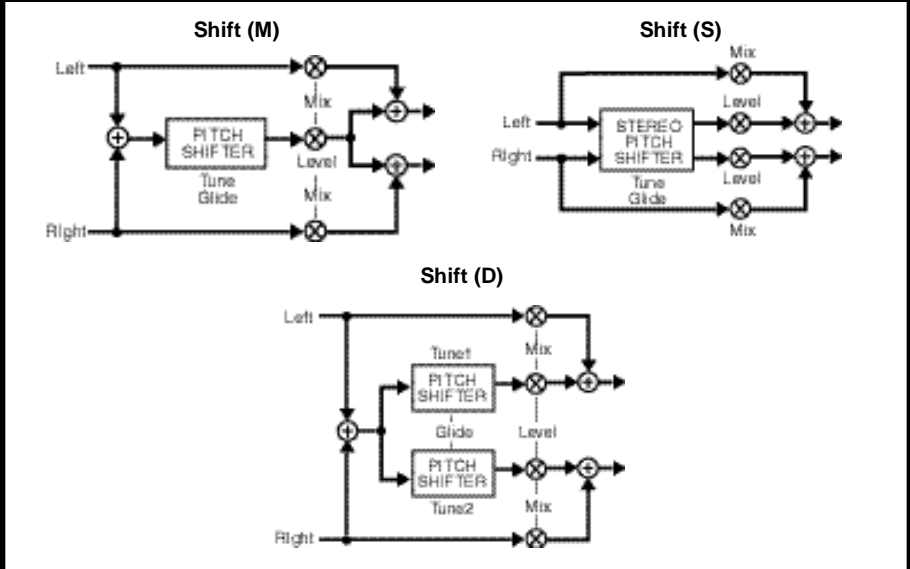 Shift (M)
Left
Mix
PITCH
SHIFTER
Level
Tune
Glide
Mix
Right
Shift (S)
Mix
Level
Left
STEREO
PITCH
SHIFTER
Right
Level
Tune
Glide
Mix
Shift (D)
Left
Mix
Tune1
PITCH
SHIFTER
Glide
Level
PITCH
SHIFTER
Tune2
Mix
Right